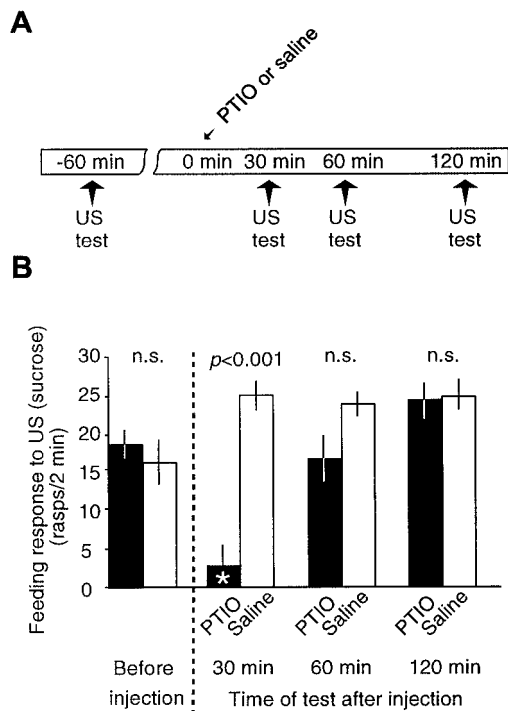 A
PTIO or saline
-60 min 0 min 30 min 60 min 120 min
US test US test US test US test
B
Feeding response to US (sucrose)
(rasps/2 min)
30
25
20
15
10
5
0
n.s. p<0.001 n.s. n.s.
*
PTIO Saline PTIO Saline PTIO Saline
Before injection
30 min 60 min 120 min
Time of test after injection